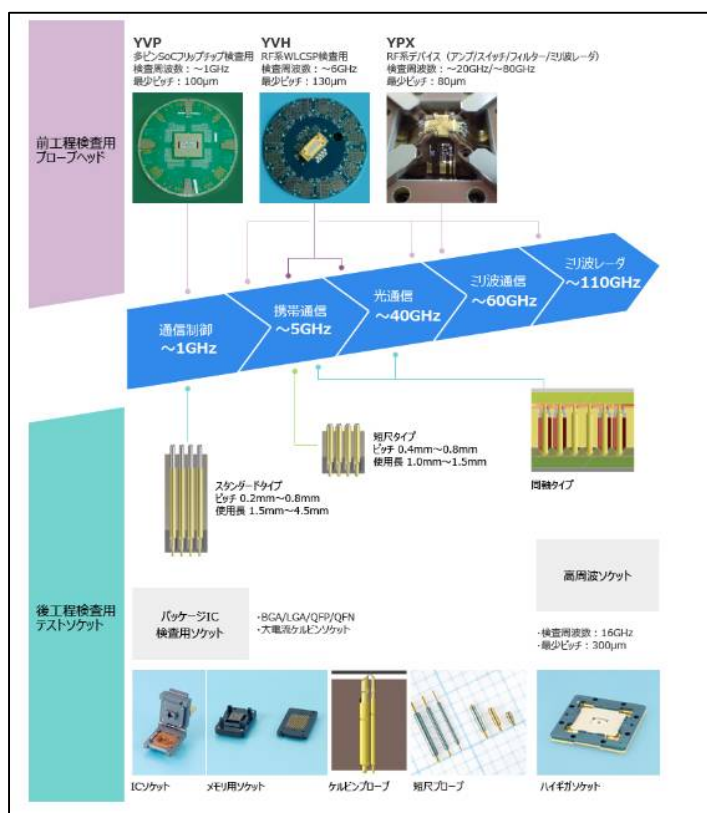 YVP
多ピンSoCフリップチップ検査用
検査周波数：～1GHz
最少ピッチ：100μm
YVH
RF系WLCSP検査用
検査周波数：～6GHz
最少ピッチ：130μm
YPX
RF系デバイス（アンプ/スイッチ/フィルター/ミリ波レーダ）
検査周波数：～20GHz/～80GHz
最少ピッチ：80μm
前工程検査用
プローブヘッド
通信制御
～1GHz
携帯通信
～5GHz
光通信
～40GHz
ミリ波通信
～60GHz
ミリ波レーダ
～110GHz
スタンダードタイプ
ピッチ 0.2mm～0.8mm
使用長 1.5mm～4.5mm
短尺タイプ
ピッチ 0.4mm～0.8mm
使用長 1.0mm～1.5mm
同軸タイプ
後工程検査用
テストソケット
パッケージIC
検査用ソケット
・BGA/LGA/QFP/QFN
・大電流ケルビンソケット
高周波ソケット
・検査周波数：16GHz
・最少ピッチ：300μm
ICソケット
メモリ用ソケット
ケルビンプローブ
短尺プローブ
ハイギガソケット